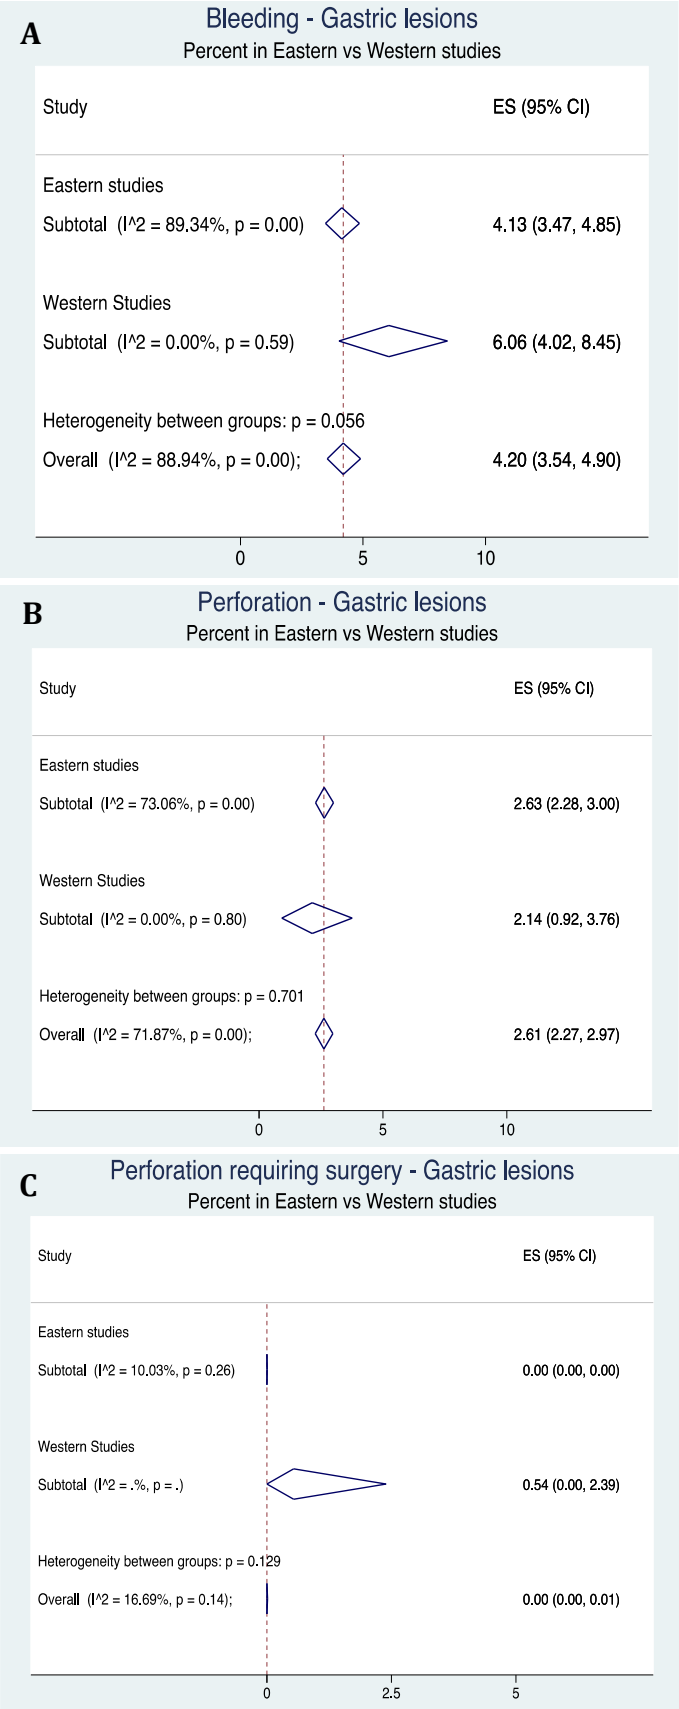 A
Bleeding - Gastric lesions
Percent in Eastern vs Western studies
Study ES (95% CI)
Eastern studies
Subtotal (I^2 = 89.34%, p = 0.00) 4.13 (3.47, 4.85)
Western Studies
Subtotal (I^2 = 0.00%, p = 0.59) 6.06 (4.02, 8.45)
Heterogeneity between groups: p = 0.056
Overall (I^2 = 88.94%, p = 0.00); 4.20 (3.54, 4.90)
0 5 10
B
Perforation - Gastric lesions
Percent in Eastern vs Western studies
Study ES (95% CI)
Eastern studies
Subtotal (I^2 = 73.06%, p = 0.00) 2.63 (2.28, 3.00)
Western Studies
Subtotal (I^2 = 0.00%, p = 0.80) 2.14 (0.92, 3.76)
Heterogeneity between groups: p = 0.701
Overall (I^2 = 71.87%, p = 0.00); 2.61 (2.27, 2.97)
0 5 10
C
Perforation requiring surgery - Gastric lesions
Percent in Eastern vs Western studies
Study ES (95% CI)
Eastern studies
Subtotal (I^2 = 10.03%, p = 0.26) 0.00 (0.00, 0.00)
Western Studies
Subtotal (I^2 = .%, p = .) 0.54 (0.00, 2.39)
Heterogeneity between groups: p = 0.129
Overall (I^2 = 16.69%, p = 0.14); 0.00 (0.00, 0.01)
0 2.5 5